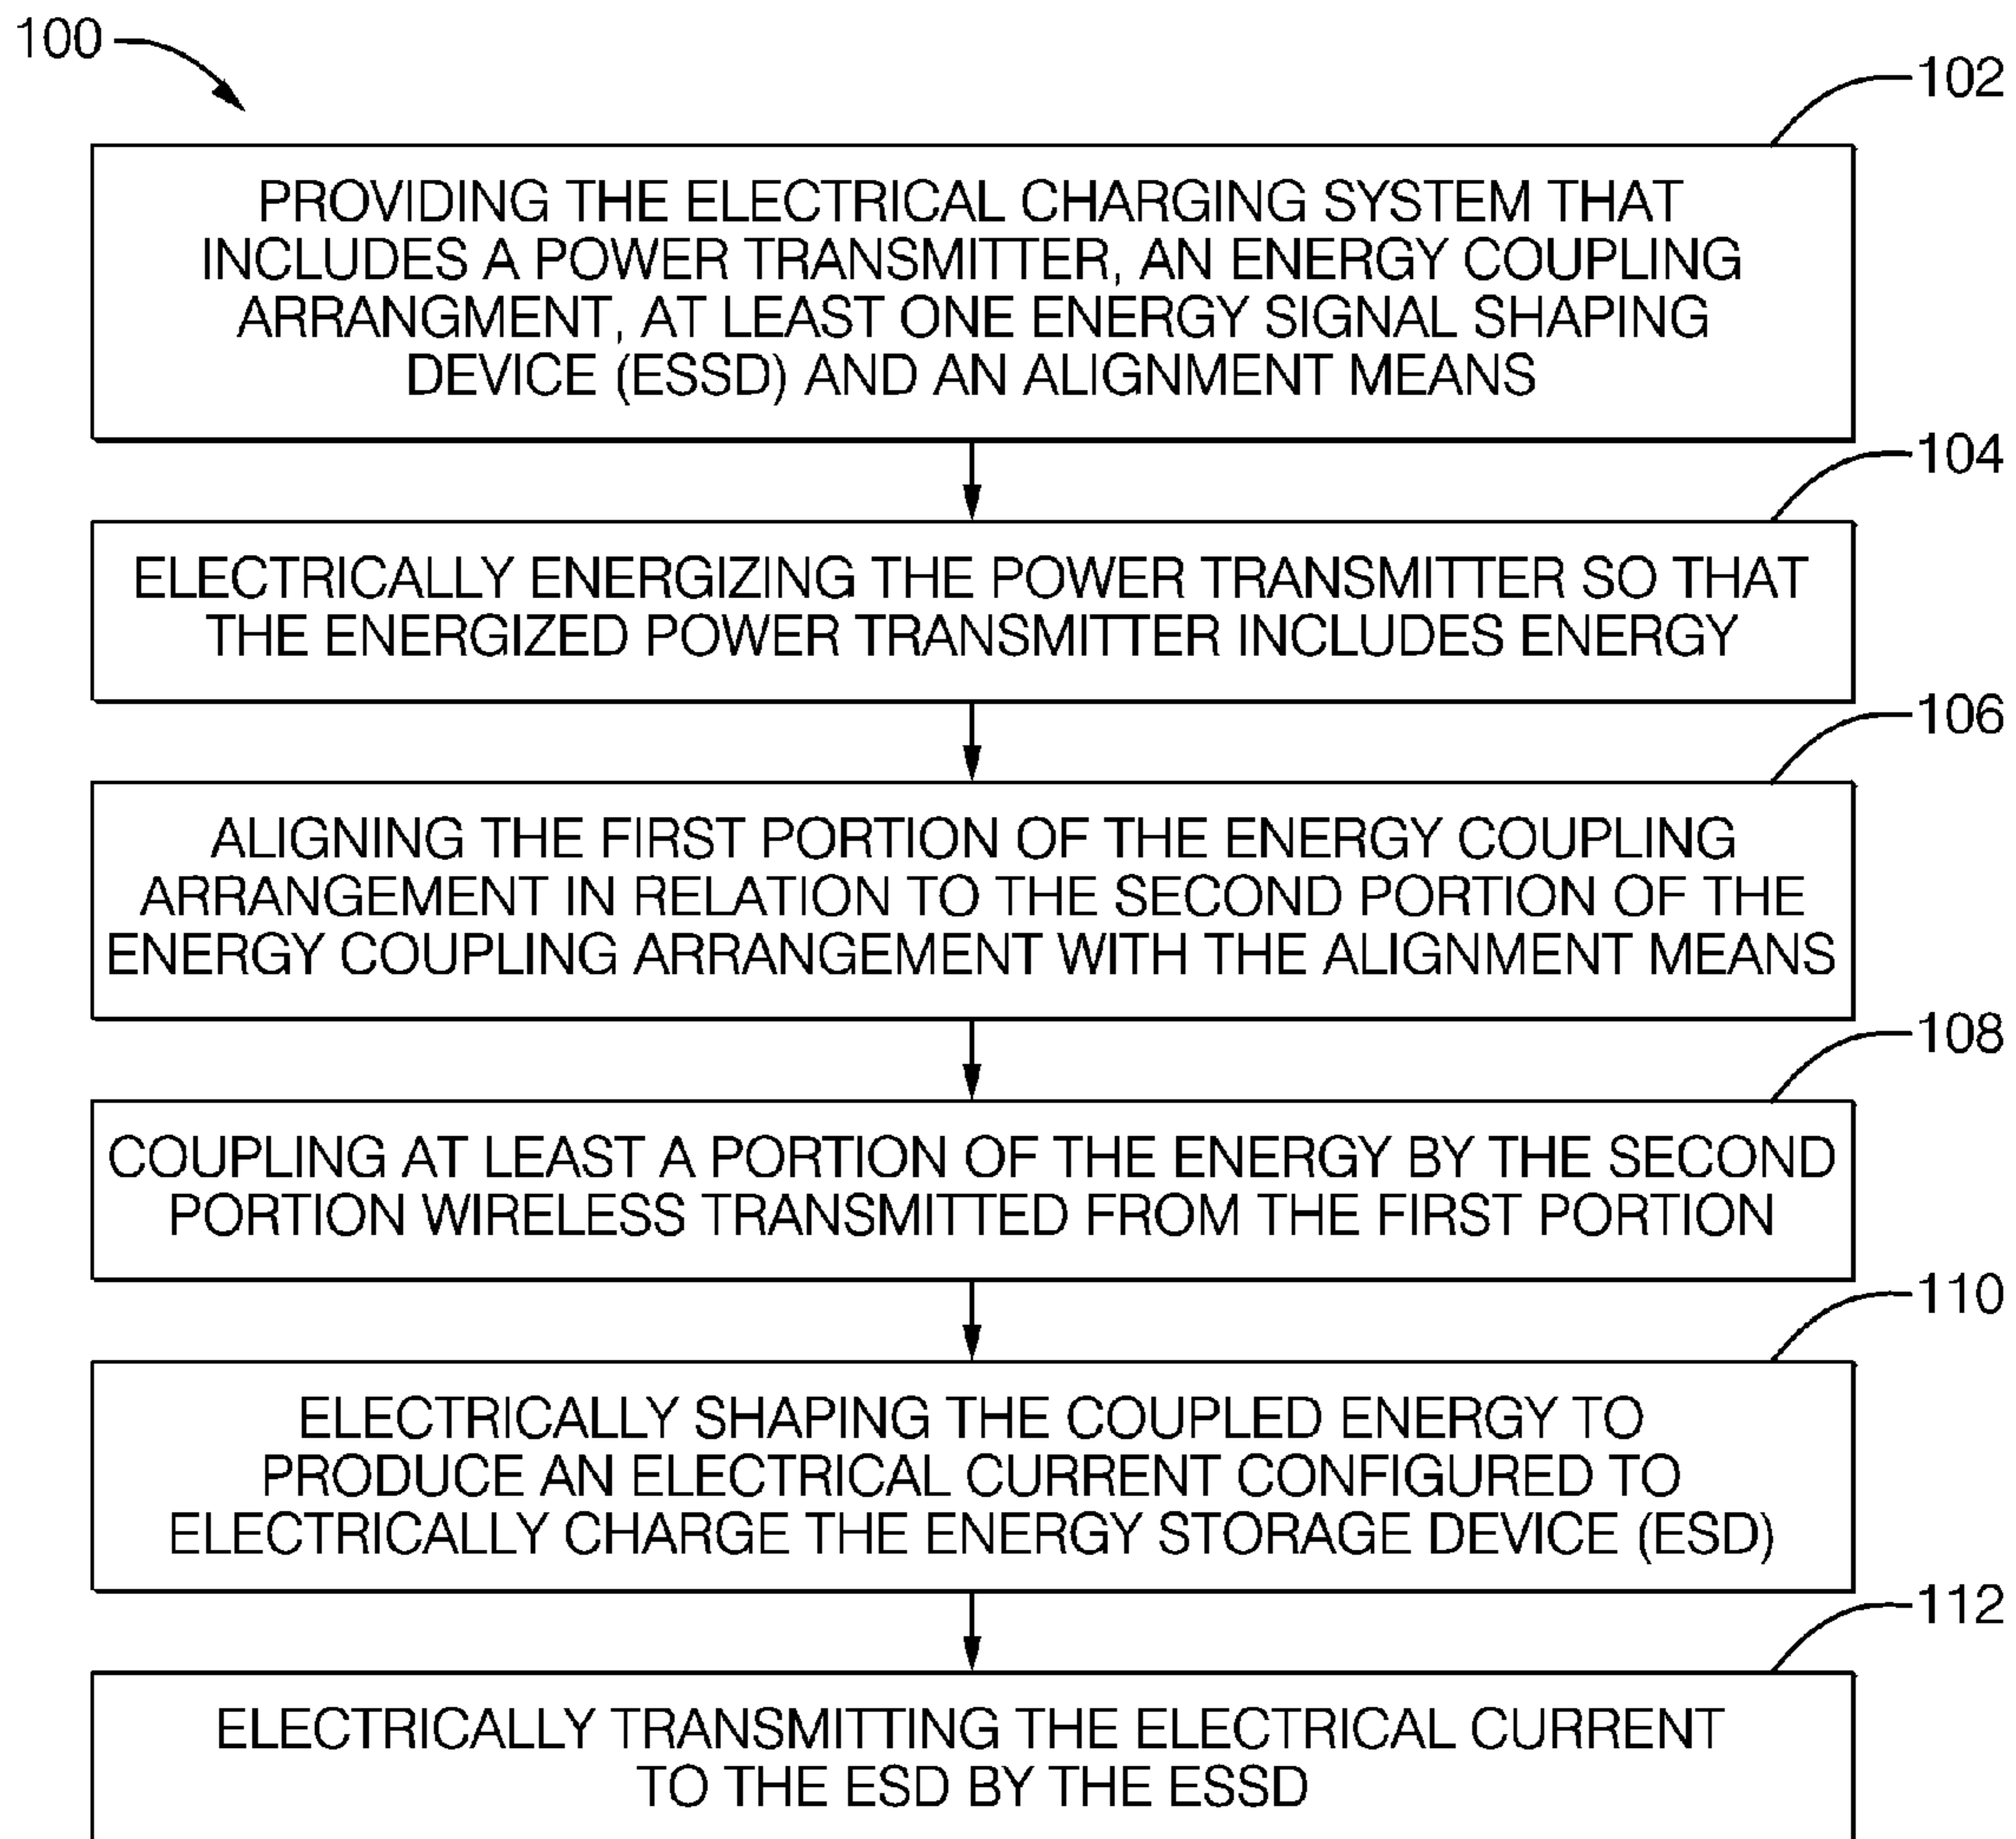 100
102
PROVIDING THE ELECTRICAL CHARGING SYSTEM THAT
INCLUDES A POWER TRANSMITTER, AN ENERGY COUPLING
ARRANGMENT, AT LEAST ONE ENERGY SIGNAL SHAPING
DEVICE (ESSD) AND AN ALIGNMENT MEANS
104
ELECTRICALLY ENERGIZING THE POWER TRANSMITTER SO THAT
THE ENERGIZED POWER TRANSMITTER INCLUDES ENERGY
106
ALIGNING THE FIRST PORTION OF THE ENERGY COUPLING
ARRANGEMENT IN RELATION TO THE SECOND PORTION OF THE
ENERGY COUPLING ARRANGEMENT WITH THE ALIGNMENT MEANS
108
COUPLING AT LEAST A PORTION OF THE ENERGY BY THE SECOND
PORTION WIRELESS TRANSMITTED FROM THE FIRST PORTION
110
ELECTRICALLY SHAPING THE COUPLED ENERGY TO
PRODUCE AN ELECTRICAL CURRENT CONFIGURED TO
ELECTRICALLY CHARGE THE ENERGY STORAGE DEVICE (ESD)
112
ELECTRICALLY TRANSMITTING THE ELECTRICAL CURRENT
TO THE ESD BY THE ESSD